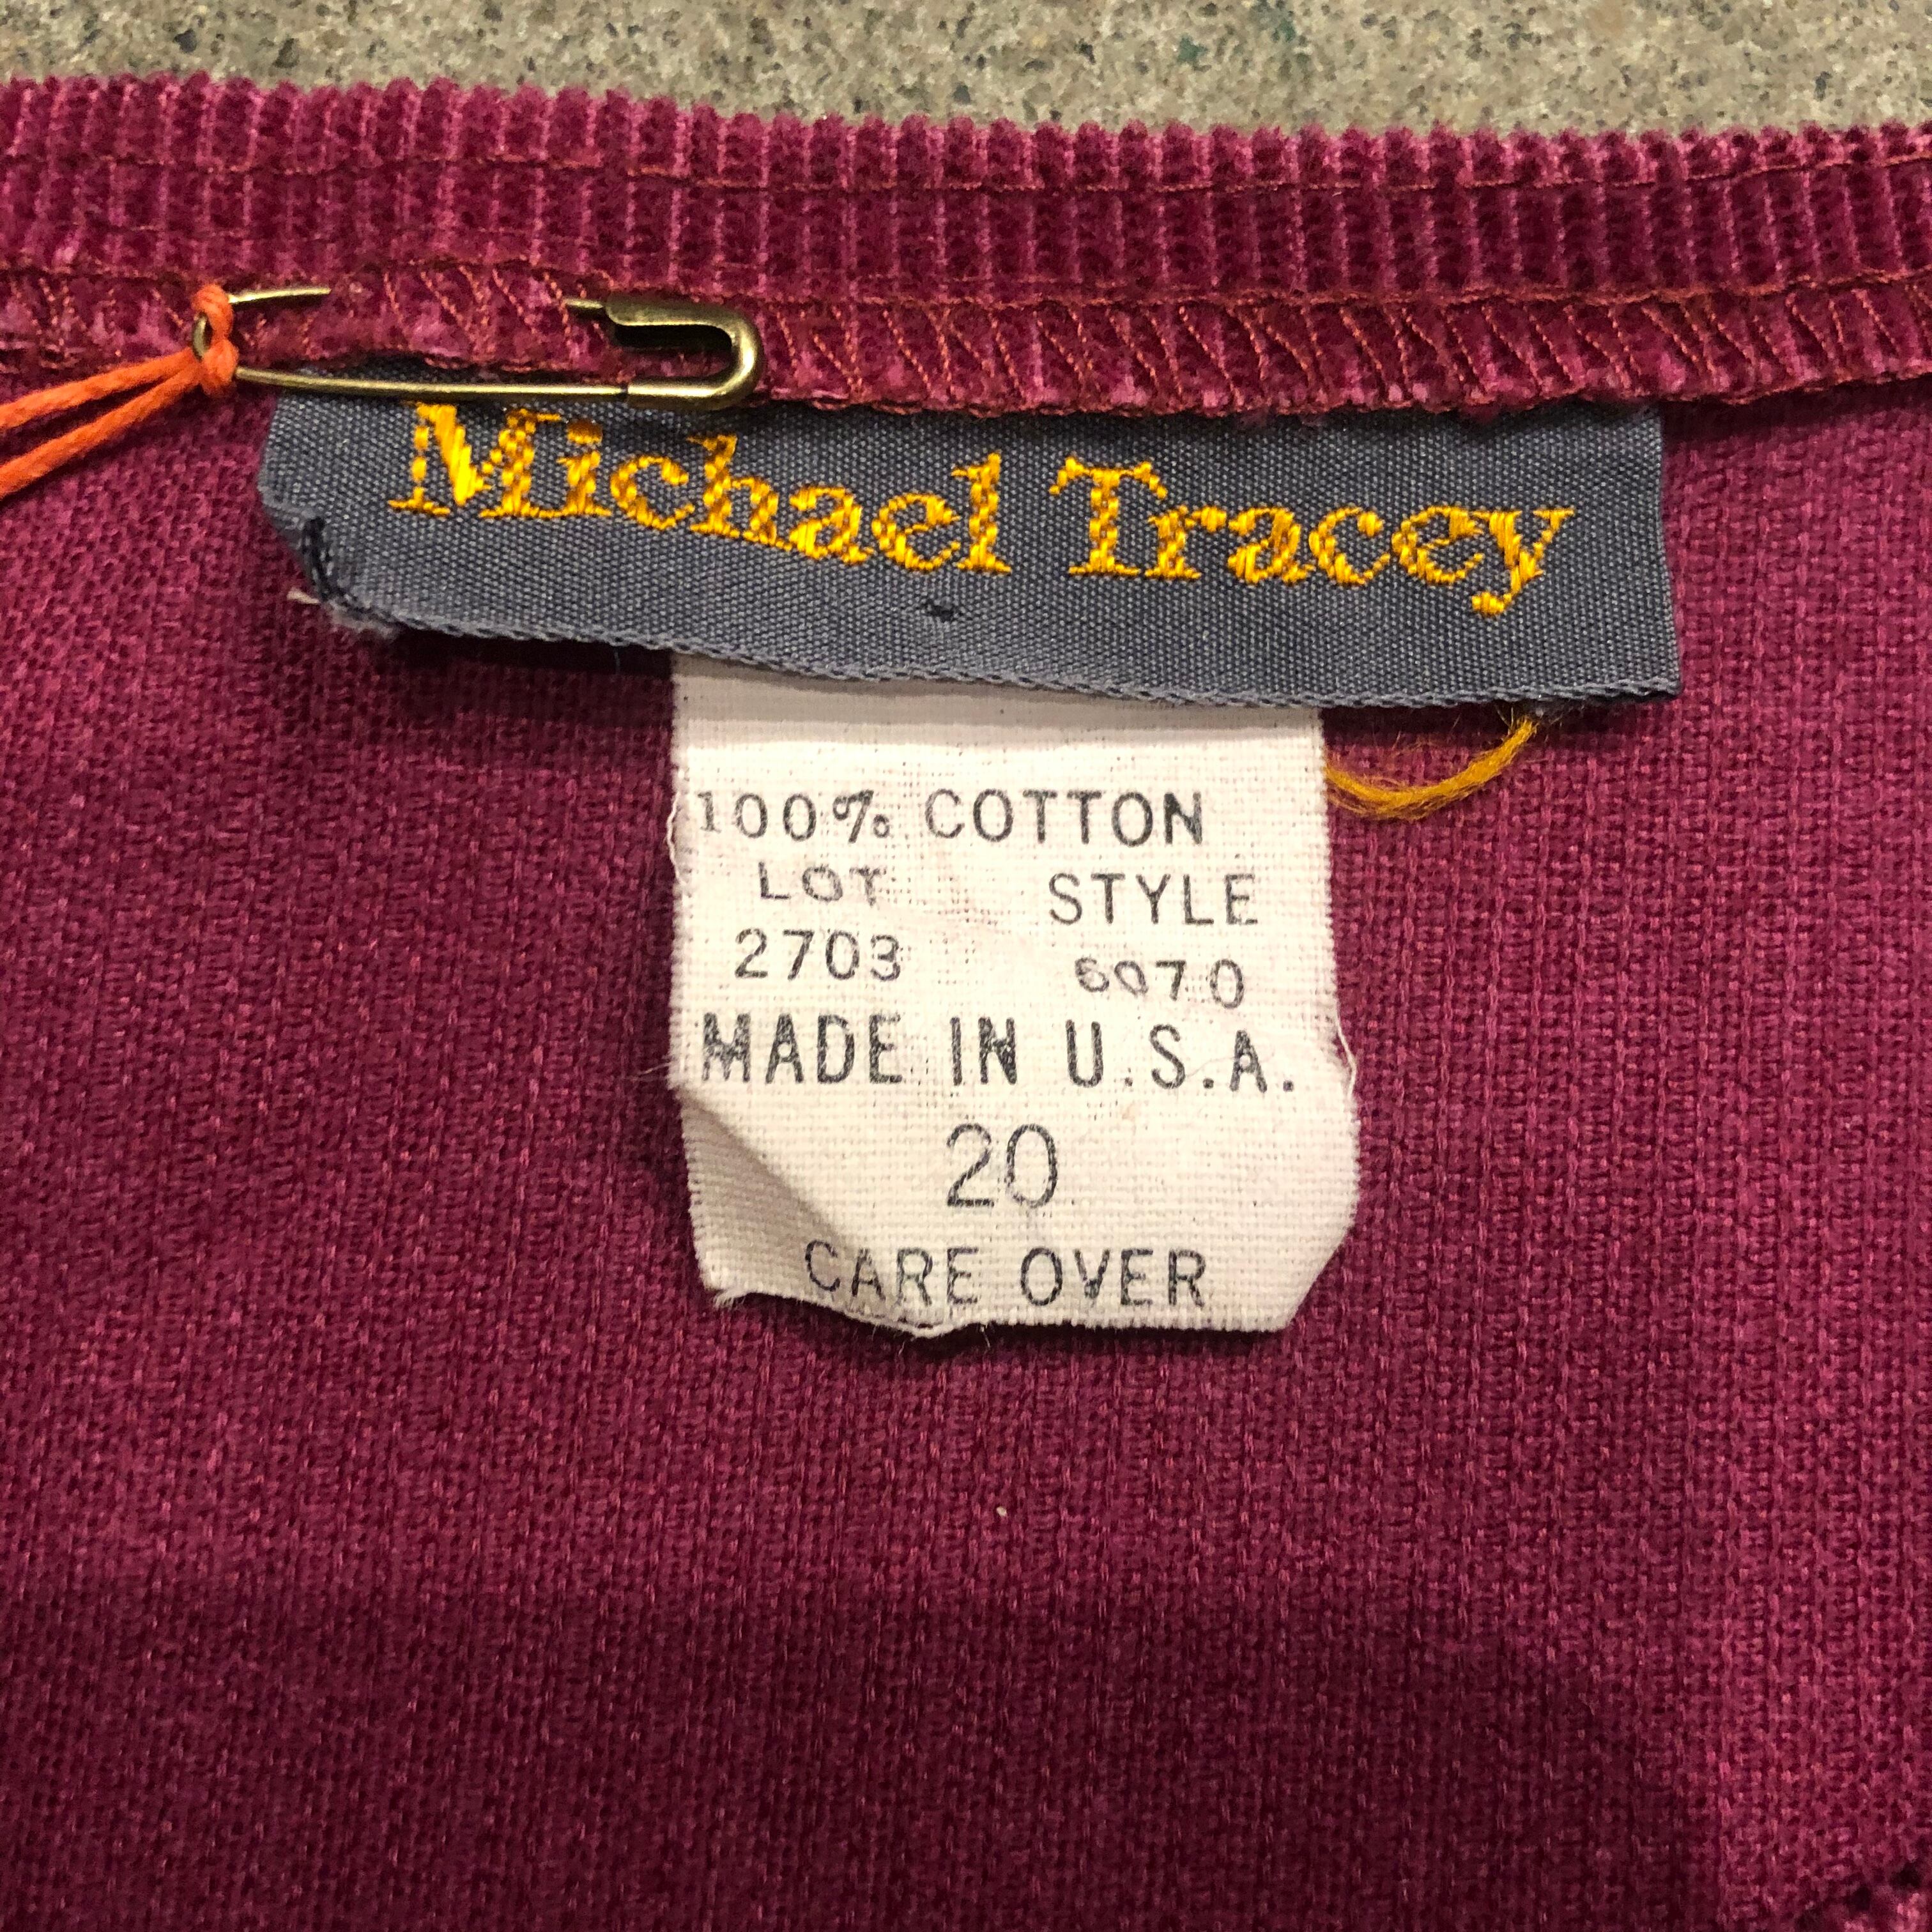 Michael Tracey
100% COTTON
LOT STYLE
2703 6070
MADE IN U.S.A.
20
CARE OVER